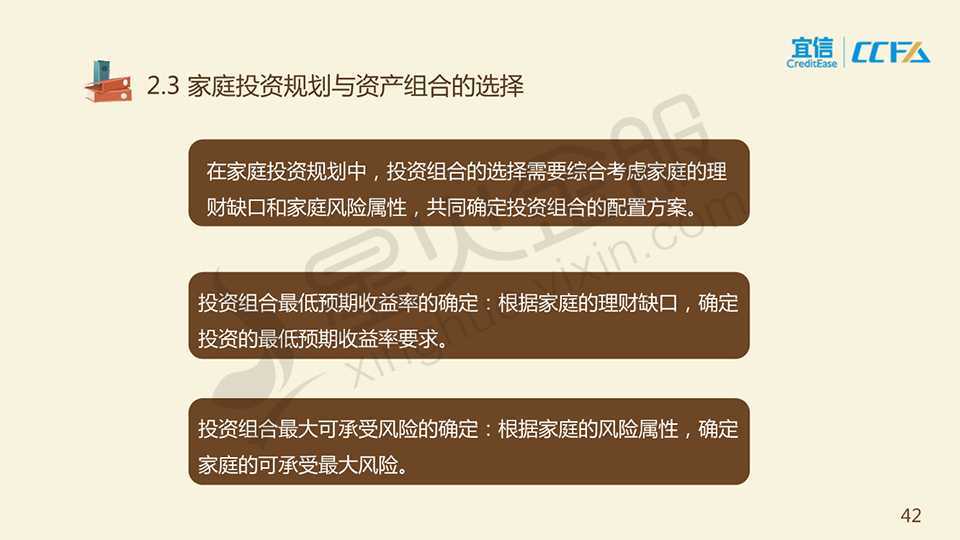 宜信
CreditEase
CCFA
2.3 家庭投资规划与资产组合的选择
在家庭投资规划中，投资组合的选择需要综合考虑家庭的理
财缺口和家庭风险属性，共同确定投资组合的配置方案。
投资组合最低预期收益率的确定：根据家庭的理财缺口，确定
投资的最低预期收益率要求。
投资组合最大可承受风险的确定：根据家庭的风险属性，确定
家庭的可承受最大风险。
星火金服
xinghuo.yixin.com
42